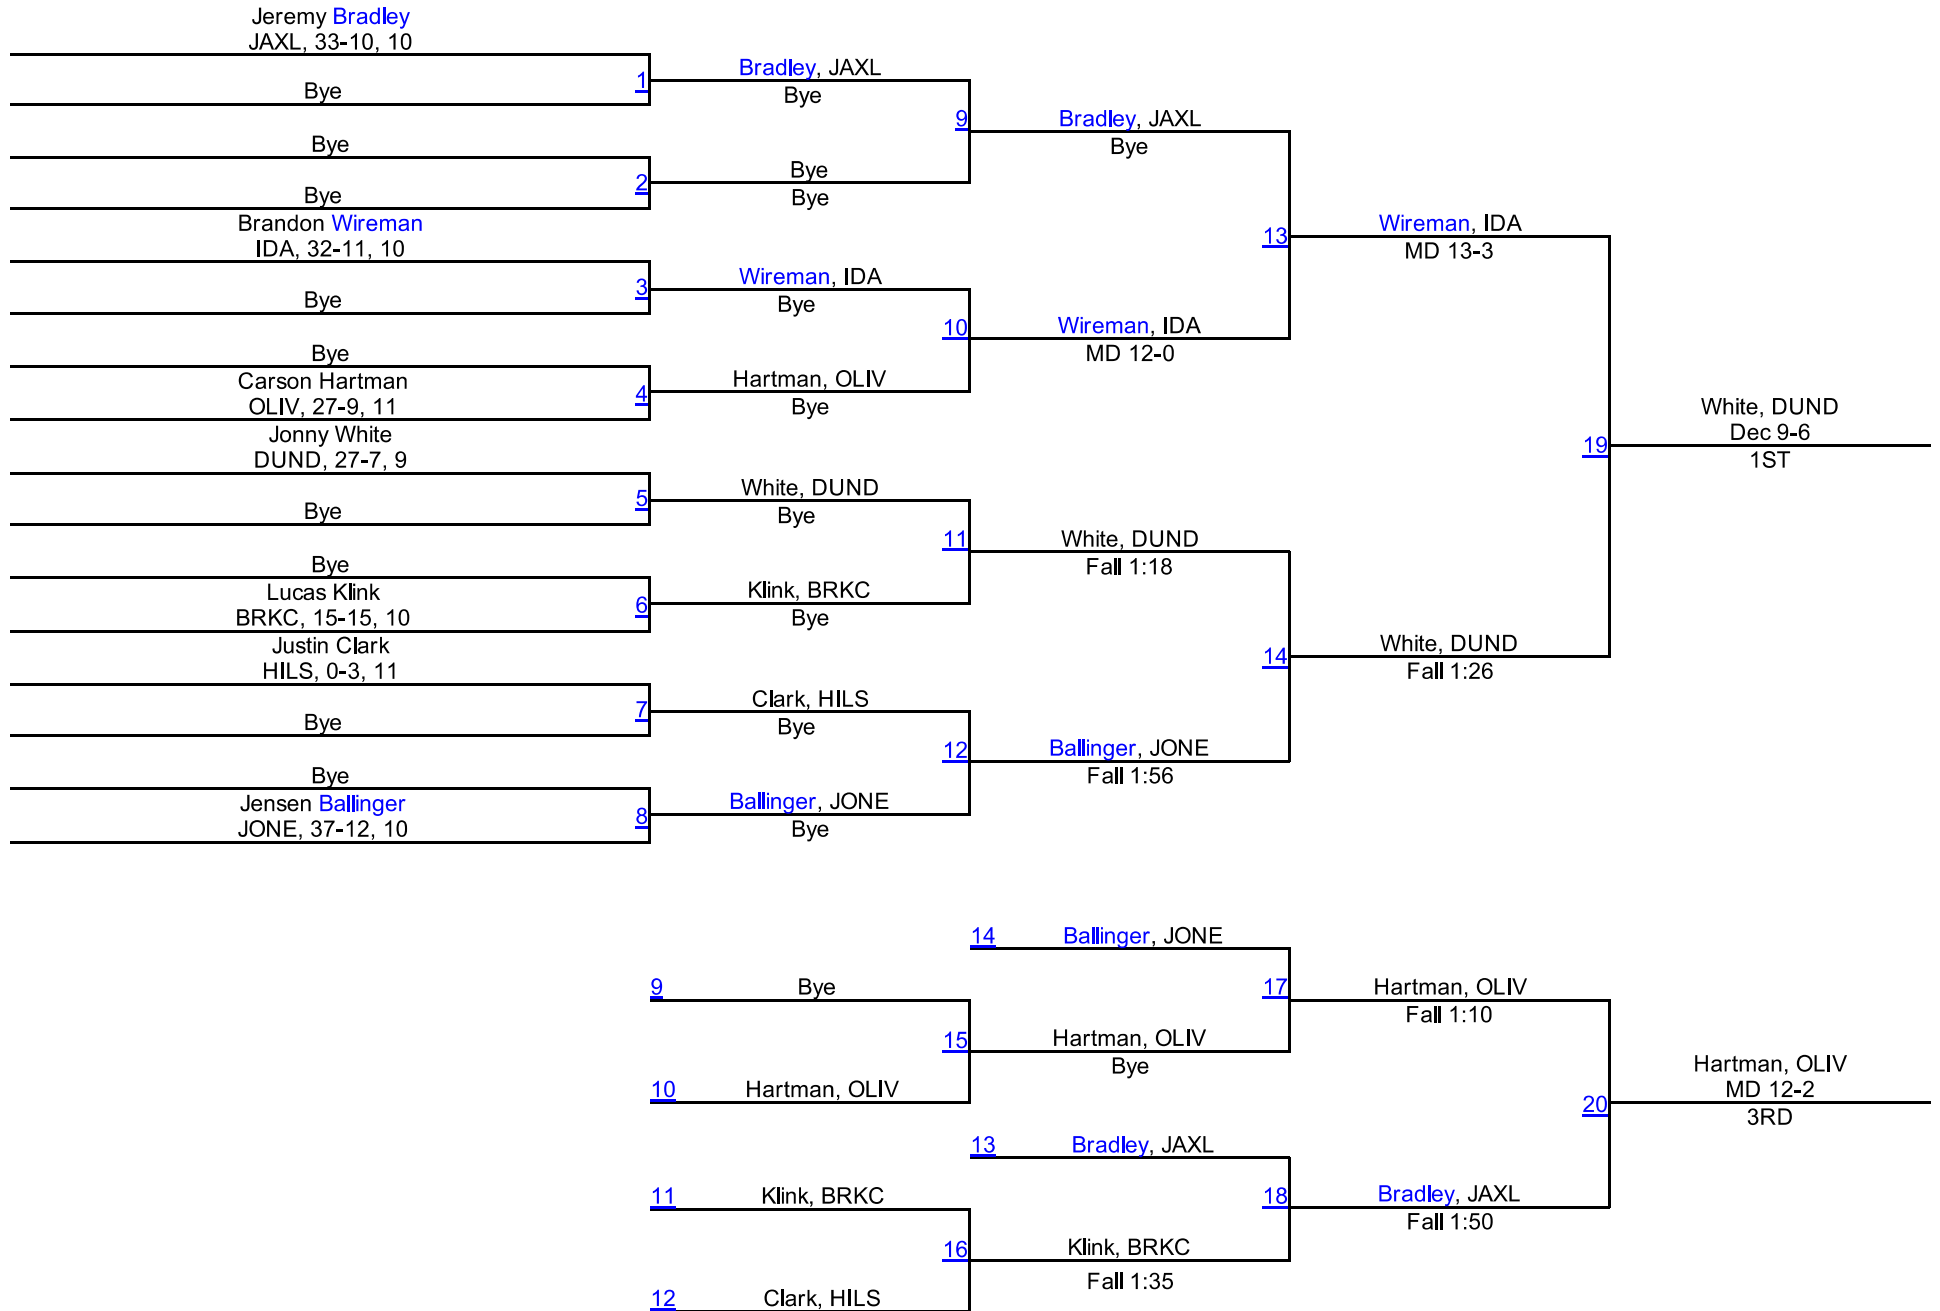 Jeremy Bradley
JAXL, 33-10, 10
1
Bye
Bradley, JAXL
Bye
9
Bye
2
Bye
Bye
Bye
Bradley, JAXL
Bye
13
Brandon Wireman
IDA, 32-11, 10
3
Bye
Wireman, IDA
Bye
10
Bye
Carson Hartman
OLIV, 27-9, 11
4
Hartman, OLIV
Bye
Wireman, IDA
MD 12-0
Wireman, IDA
MD 13-3
19
Jonny White
DUND, 27-7, 9
5
Bye
White, DUND
Bye
11
Bye
Lucas Klink
BRKC, 15-15, 10
6
Klink, BRKC
Bye
White, DUND
Fall 1:18
14
Justin Clark
HILS, 0-3, 11
7
Bye
Clark, HILS
Bye
12
Bye
Jensen Ballinger
JONE, 37-12, 10
8
Ballinger, JONE
Bye
Ballinger, JONE
Fall 1:56
White, DUND
Fall 1:26
White, DUND
Dec 9-6
1ST
14
Ballinger, JONE
9
Bye
15
10
Hartman, OLIV
Hartman, OLIV
Bye
17
Hartman, OLIV
Fall 1:10
20
13
Bradley, JAXL
11
Klink, BRKC
16
12
Clark, HILS
Klink, BRKC
Fall 1:35
18
Bradley, JAXL
Fall 1:50
Hartman, OLIV
MD 12-2
3RD